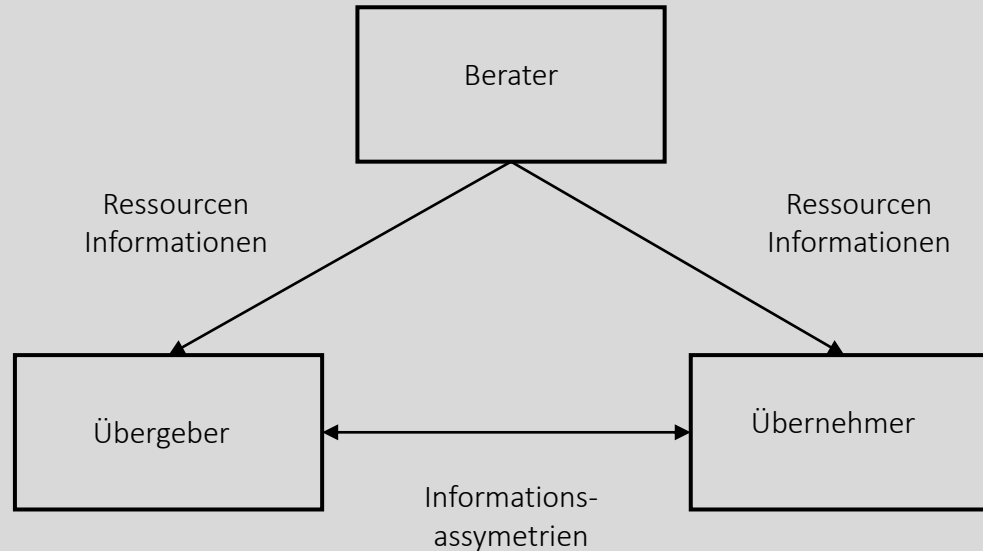 Berater
Ressourcen
Informationen
Ressourcen
Informationen
Übergeber
Übernehmer
Informations-
assymetrien